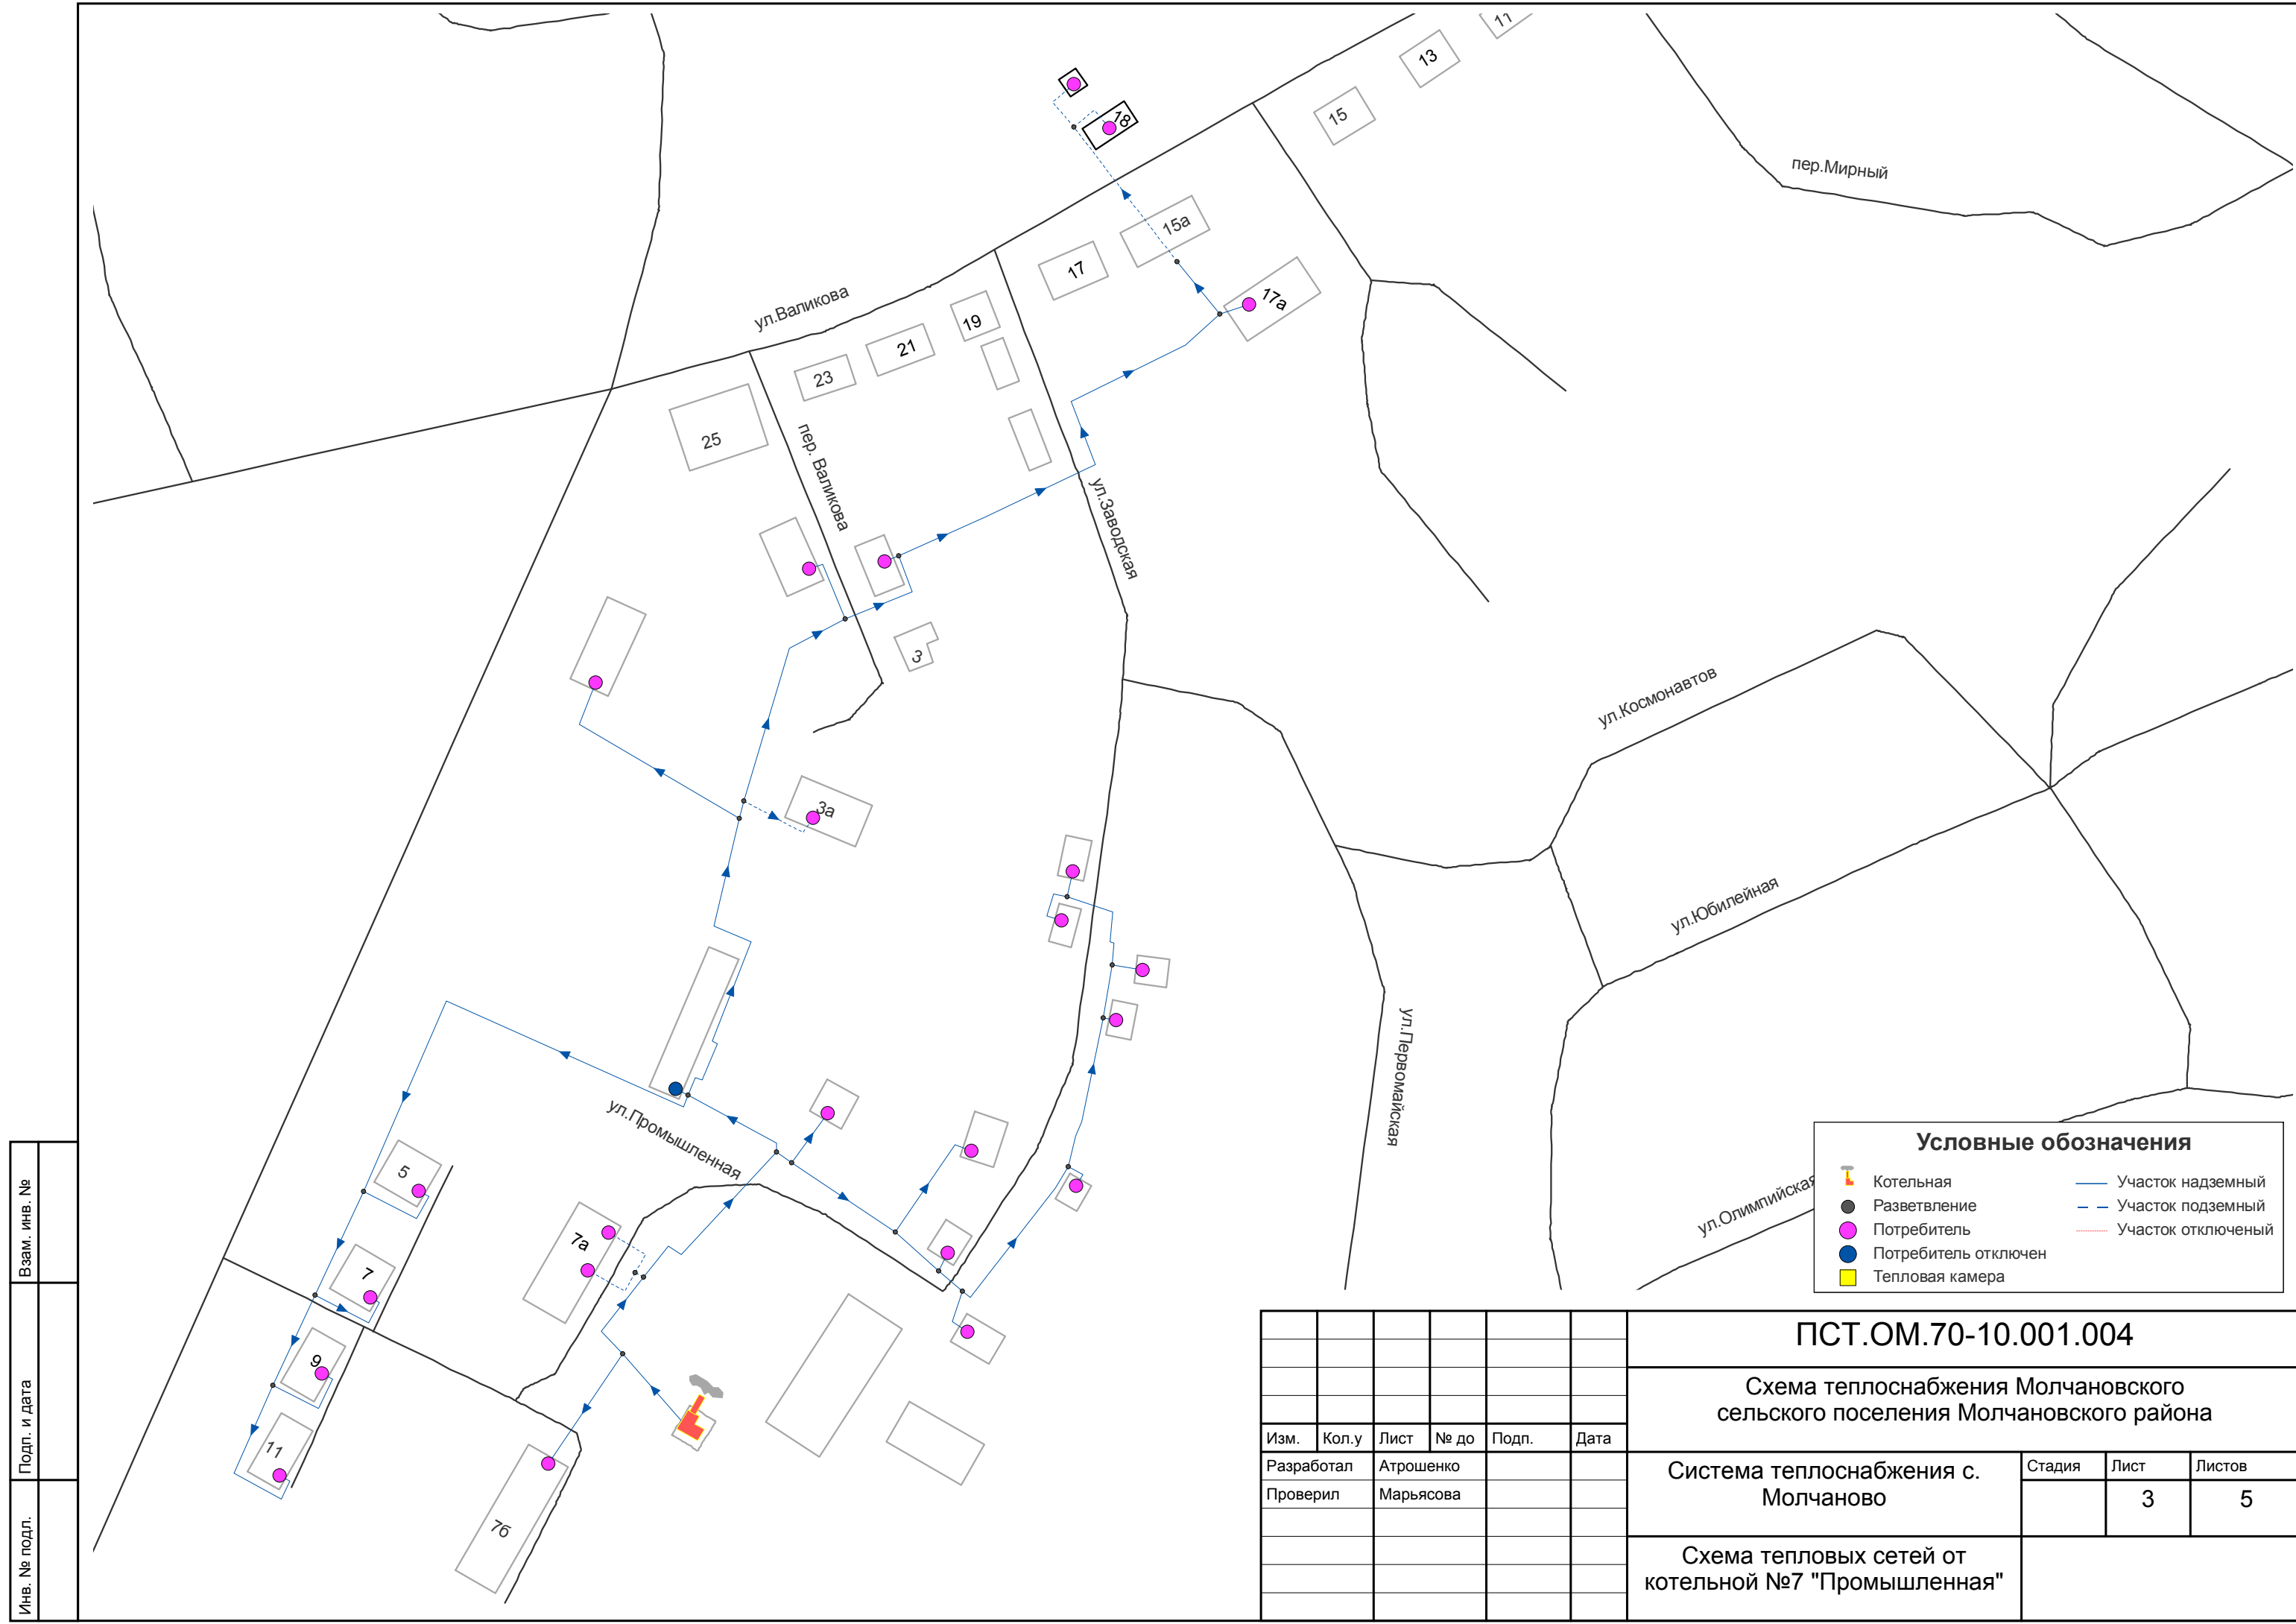 11
13
15
18
пер.Мирный
15а
17
17а
ул.Валикова
19
21
23
25
пер. Валикова
ул.Заводская
3
ул.Космонавтов
3а
ул.Юбилейная
ул.Первомайская
ул.Промышленная
5
7а
7
9
11
7б
ул.Олимпийская
Условные обозначения
Котельная
Разветвление
Потребитель
Потребитель отключен
Тепловая камера
Участок надземный
Участок подземный
Участок отключеный
ПСТ.ОМ.70-10.001.004
Схема теплоснабжения Молчановского
сельского поселения Молчановского района
Изм. Кол.у Лист № до Подп. Дата
Разработал Атрошенко
Проверил Марьясова
Система теплоснабжения с.
Молчаново
Стадия Лист Листов
3 5
Схема тепловых сетей от
котельной №7 "Промышленная"
Взам. инв. №
Подп. и дата
Инв. № подл.